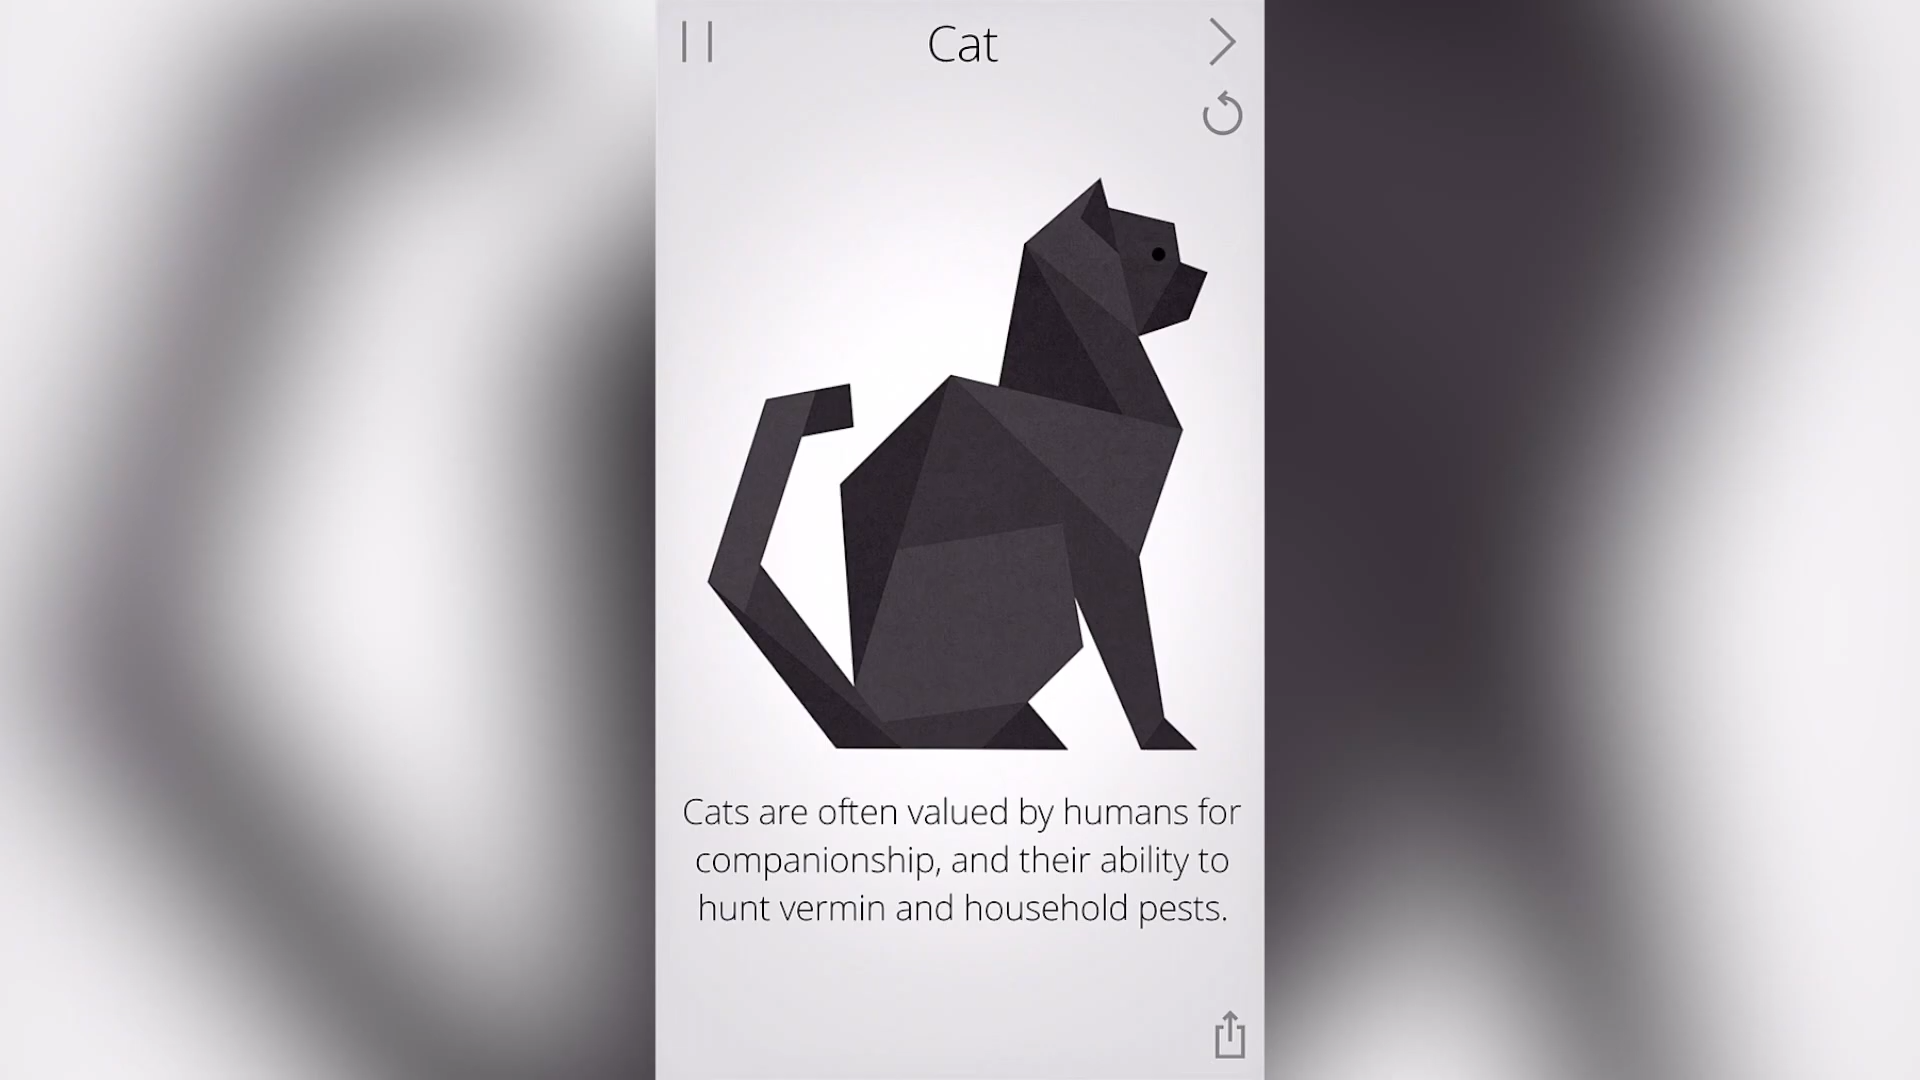 Cat
Cats are often valued by humans for
companionship, and their ability to
hunt vermin and household pests.